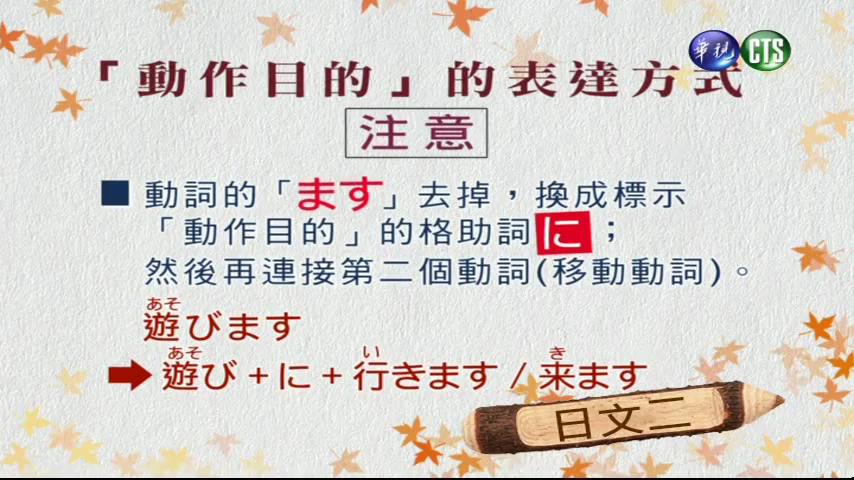 華視 CTS
「動作目的」的表達方式
注意
■ 動詞的「ます」去掉，換成標示
「動作目的」的格助詞に；
然後再連接第二個動詞(移動動詞)。
あそ
遊びます
あそ い き
➡ 遊び+に+行きます/来ます
日文二